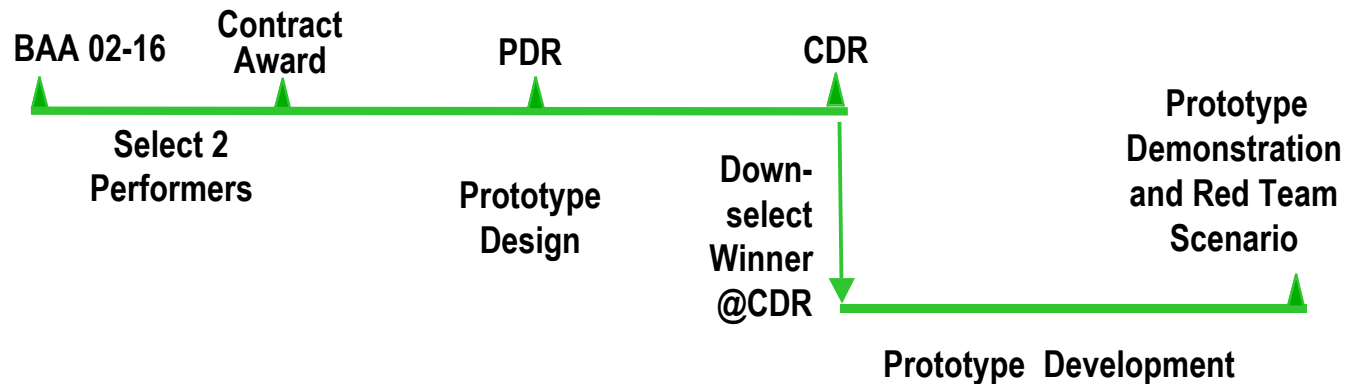 BAA 02-16
Contract
Award
PDR
CDR
Select 2
Performers
Prototype
Design
Down-
select
Winner
@CDR
Prototype
Demonstration
and Red Team
Scenario
Prototype Development